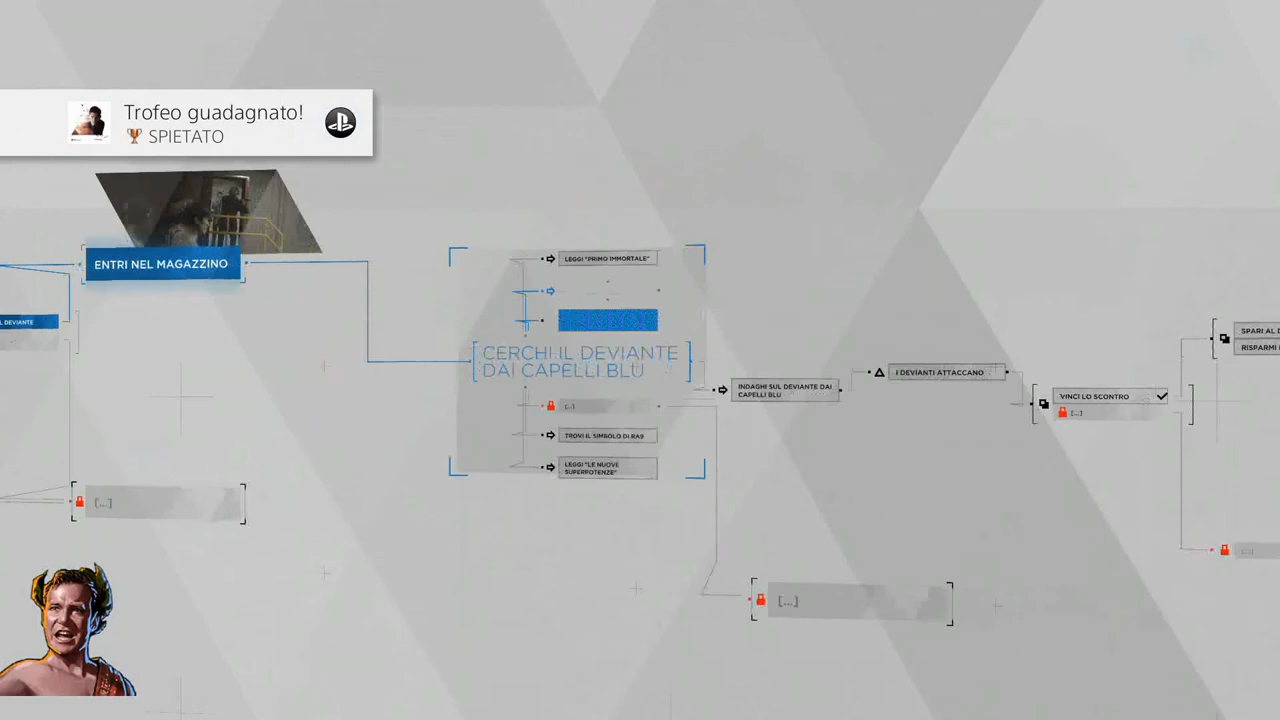 Trofeo guadagnato!
SPIETATO
ENTRI NEL MAGAZZINO
L DEVIANTE
[...]
LEGGI "PRIMO IMMORTALE"
CERCHI IL DEVIANTE
DAI CAPELLI BLU
[...]
TROVI IL SIMBOLO DI RA9
LEGGI "LE NUOVE
SUPERPOTENZE"
INDAGHI SUL DEVIANTE DAI
CAPELLI BLU
I DEVIANTI ATTACCANO
VINCI LO SCONTRO
[...]
SPARI AL
RISPARMI
[...]